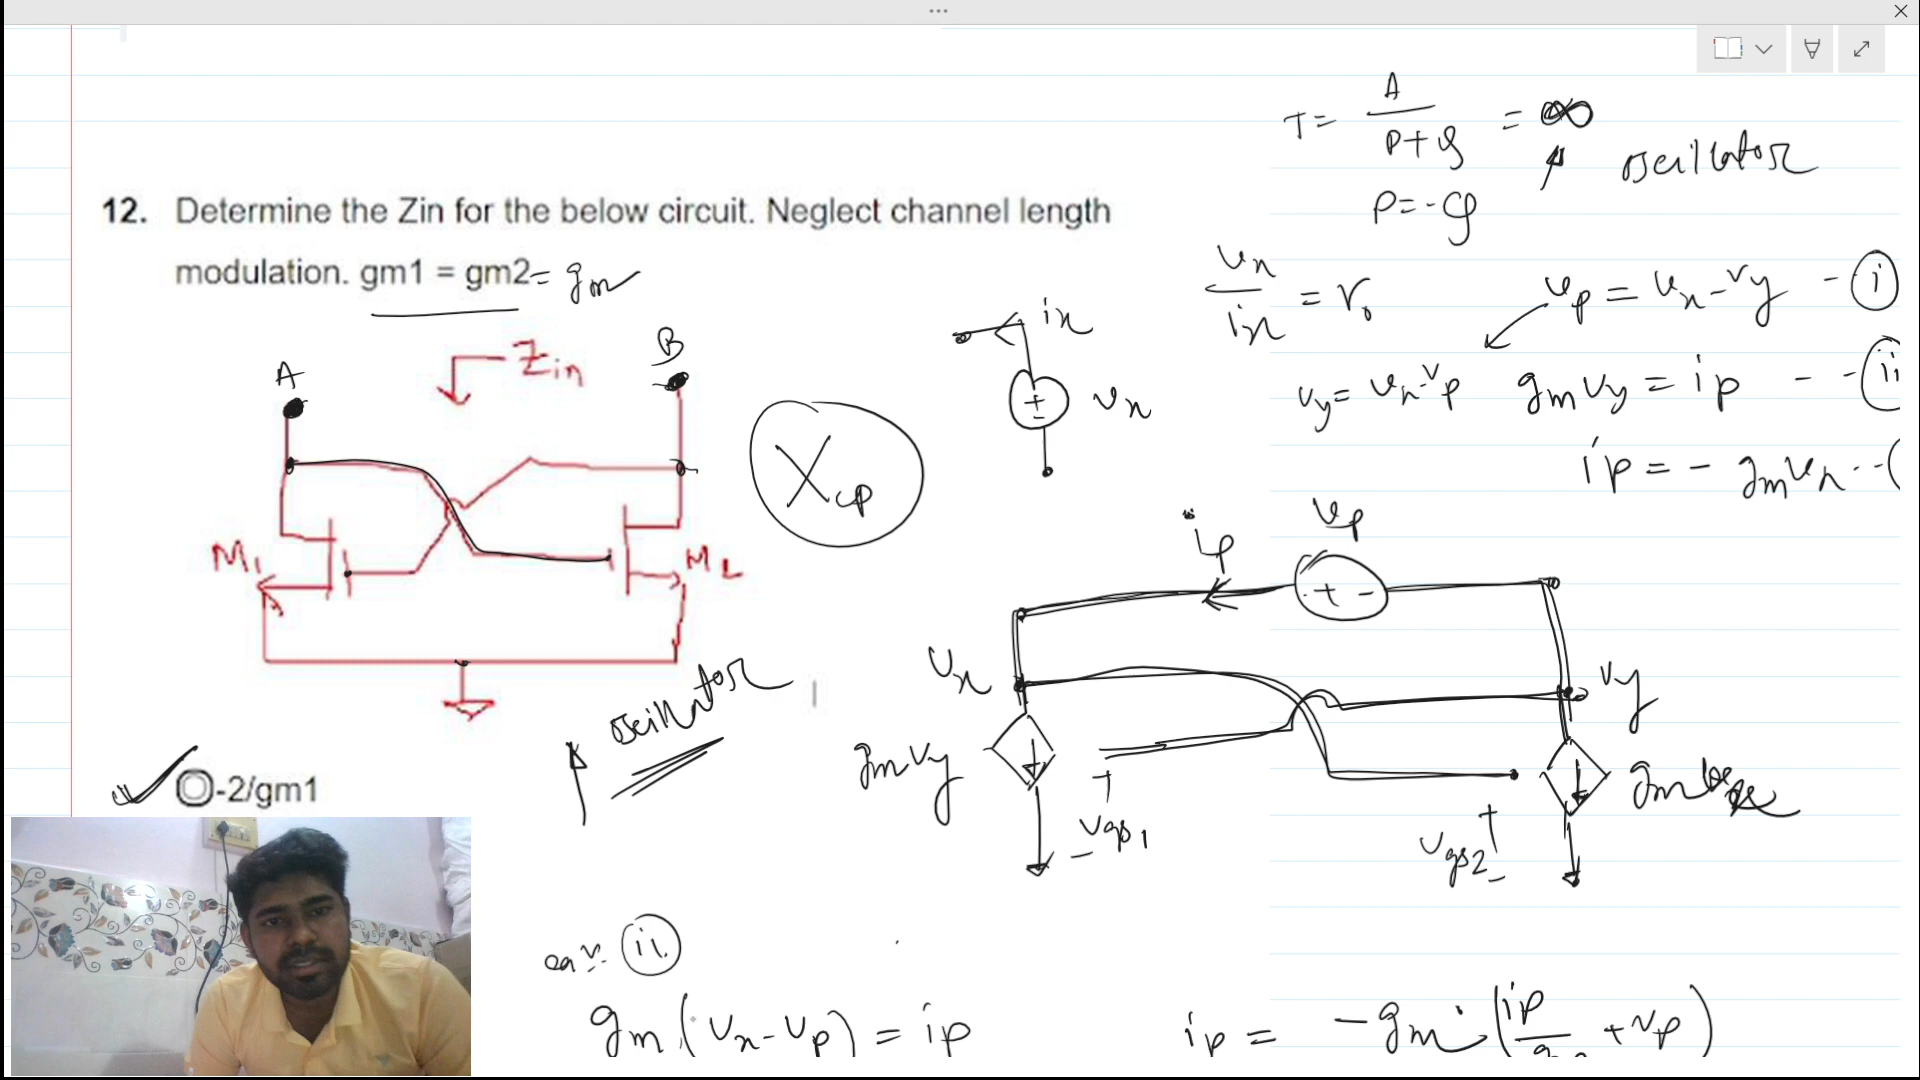 12. Determine the Zin for the below circuit. Neglect channel length
modulation. gm1 = gm2 = gm
A
Zin
B
M1
M2
Xcp
oscillator
-2/gm1
T = A / P+Q = ∞
P = -Q
oscillator
vx / ix = r0
vp = vx - vy - (i)
vy = vx - vp
gm vy = ip - - (ii
ip = - gm vx - - (
ix
vx
ip
vp
+ -
vx
vy
gm vy
+
- vgs1
+
vgs2
-
gm
(ii)
gm (vx - vp) = ip
ip = - gm (ip / + vp)